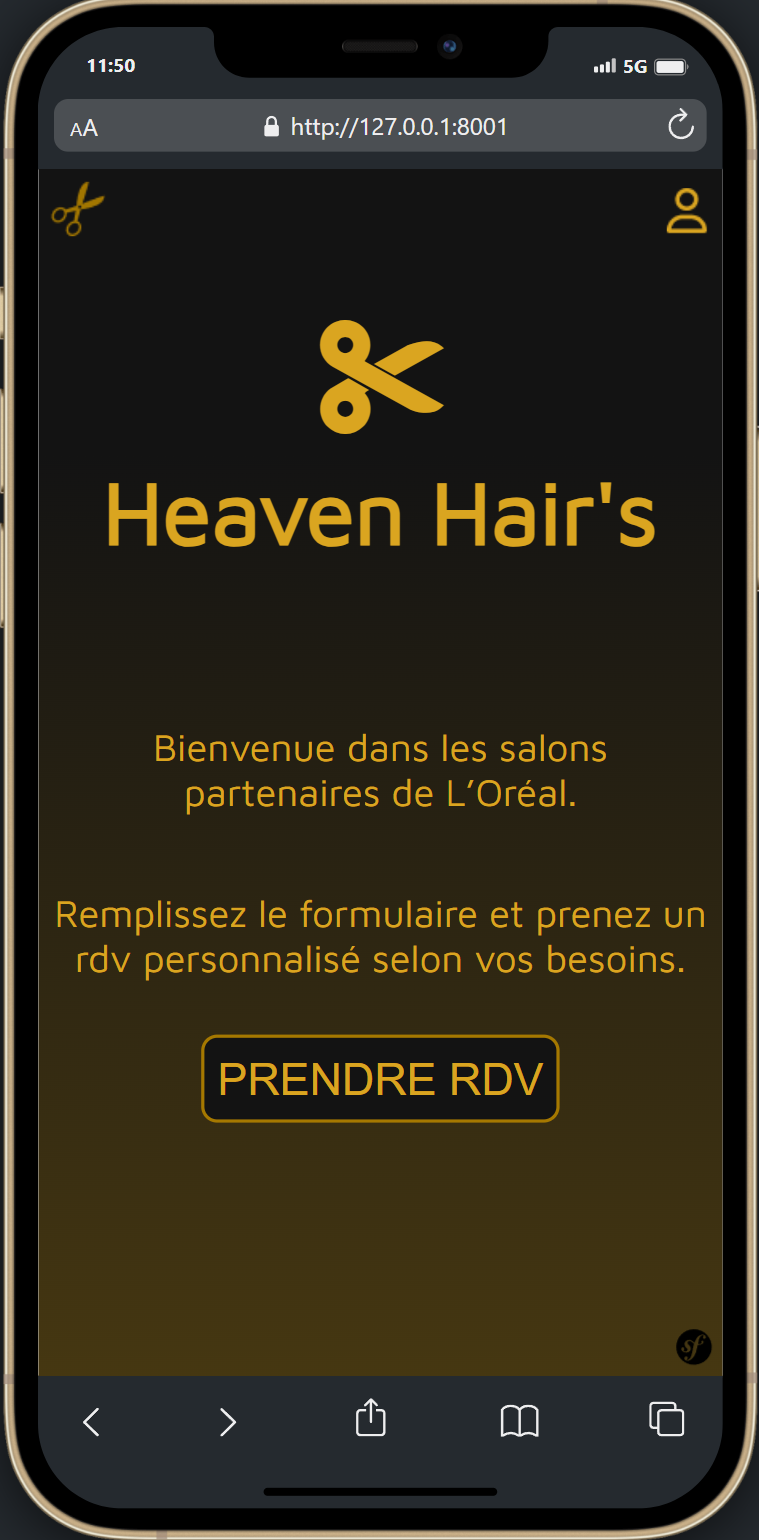 11:50
5G
AA
http://127.0.0.1:8001
Heaven Hair's
Bienvenue dans les salons
partenaires de L’Oréal.
Remplissez le formulaire et prenez un
rdv personnalisé selon vos besoins.
PRENDRE RDV
sf